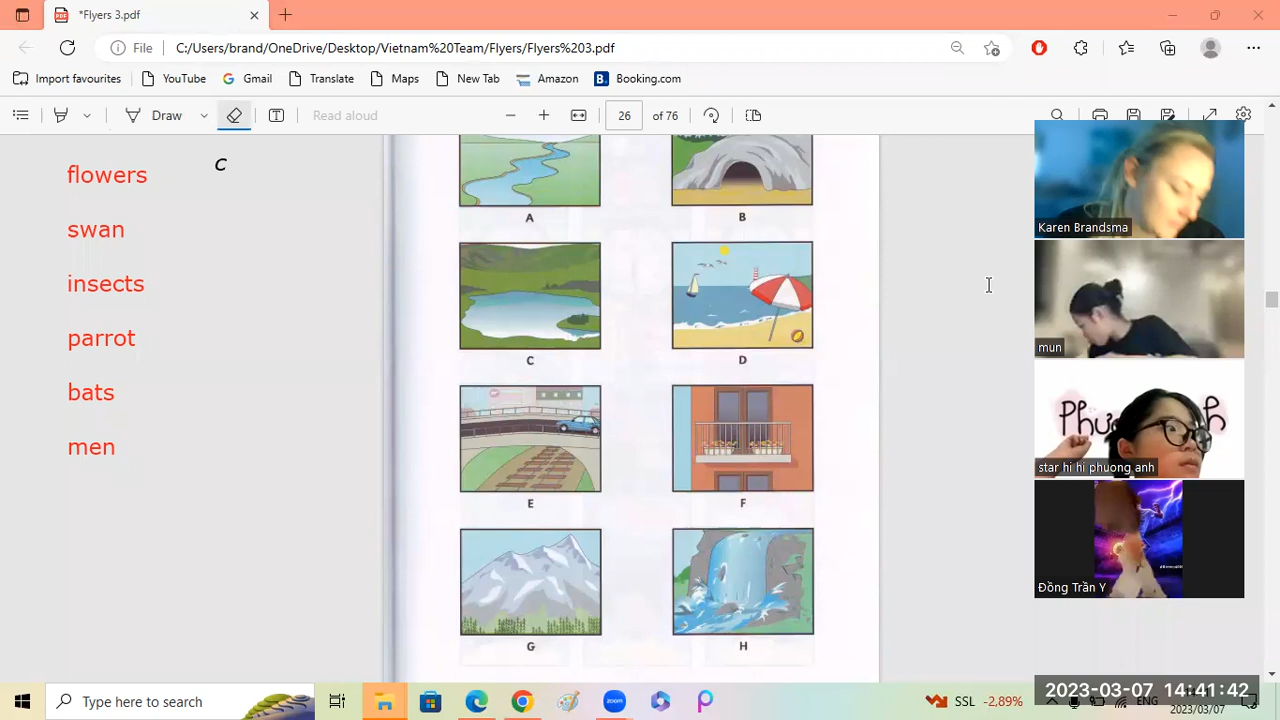 *Flyers 3.pdf
File C:/Users/brand/OneDrive/Desktop/Vietnam%20Team/Flyers/Flyers%203.pdf
Import favourites YouTube Gmail Translate Maps New Tab Amazon B. Booking.com
Draw Read aloud 26 of 76
flowers c
swan
insects
parrot
bats
men
A B
C D
E F
G H
Karen Brandsma
mun
star hi hi phuong anh
Đồng Trần Y
Type here to search
zoom
SSL -2,89%
ENG
2023-03-07 14:41:42
2023/03/07